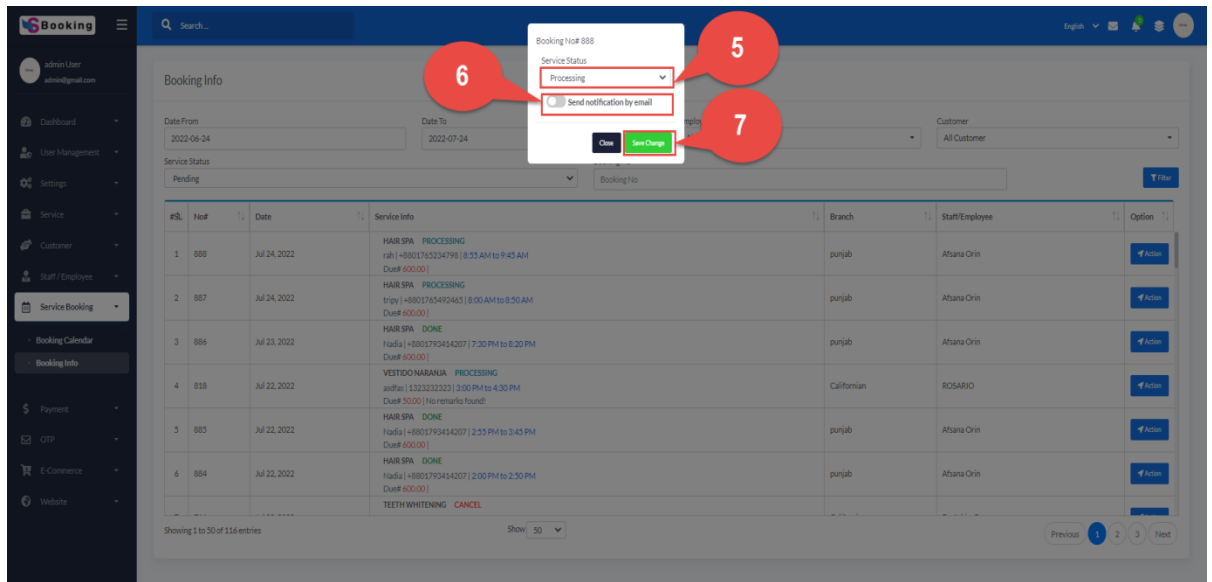 Booking
Search...
English
admin User
admin@gmail.com
Dashboard
User Management
Settings
Service
Customer
Staff / Employee
Service Booking
Booking Calendar
Booking Info
Payment
OTP
E-Commerce
Website
Booking No# 888
Service Status
Processing
Send notification by email
Close
Save Change
5
6
7
Booking Info
Date From
Date To
Customer
2022-06-24
2022-07-24
All Customer
Service Status
Pending
Booking No
Filter
#SL No# Date Service Info Branch Staff/Employee Option
HAIR SPA PROCESSING
1 888 Jul 24, 2022 rah | +8801765234798 | 8:55 AM to 9:45 AM punjab Afsana Orin Action
Due# 600.00 |
HAIR SPA PROCESSING
2 887 Jul 24, 2022 tripy | +8801765492465 | 8:00 AM to 8:50 AM punjab Afsana Orin Action
Due# 600.00 |
HAIR SPA DONE
3 886 Jul 23, 2022 Nadia | +8801793414207 | 7:30 PM to 8:20 PM punjab Afsana Orin Action
Due# 600.00 |
VESTIDO NARANJA PROCESSING
4 818 Jul 22, 2022 asdfas | 1323232323 | 3:00 PM to 4:30 PM Californian ROSARIO Action
Due# 50.00 | No remarks found!
HAIR SPA DONE
5 885 Jul 22, 2022 Nadia | +8801793414207 | 2:55 PM to 3:45 PM punjab Afsana Orin Action
Due# 600.00 |
HAIR SPA DONE
6 884 Jul 22, 2022 Nadia | +8801793414207 | 2:00 PM to 2:50 PM punjab Afsana Orin Action
Due# 600.00 |
TEETH WHITENING CANCEL
Showing 1 to 50 of 116 entries
Show 50
Previous 1 2 3 Next